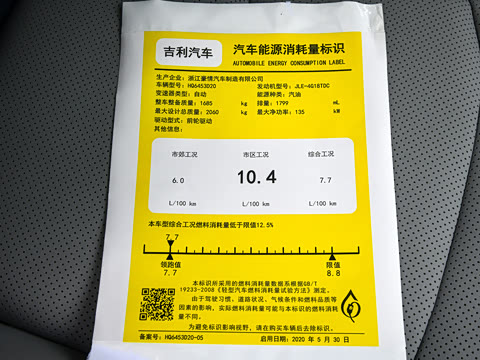 吉利汽车
汽车能源消耗量标识
AUTOMOBILE ENERGY CONSUMPTION LABEL
生产企业：浙江豪情汽车制造有限公司
车辆型号：HQ6453D20 发动机型号：JLE-4G18TDC
变速器类型：自动 能源种类：汽油
整车整备质量：1685 kg 排量：1799 mL
最大设计总质量：2060 kg 最大净功率：135 kW
驱动型式：前轮驱动
其他信息：
市郊工况 市区工况 综合工况
6.0 10.4 7.7
L/100 km L/100 km L/100 km
本车型综合工况燃料消耗量低于限值12.5%
7.7
领跑值 限值
7.7 8.8
本标识所采用的燃料消耗量数据系根据GB/T
19233-2008《轻型汽车燃料消耗量试验方法》测定。
由于驾驶习惯，道路状况，气候条件和燃料品质等
因素的影响，实际燃料消耗量可能与本标识的燃料消耗量
不同。
为避免标识影响视野，请在购买车辆后去除标识。
备案号：HQ6453D20-05 启用日期：2020 年 5 月 30 日